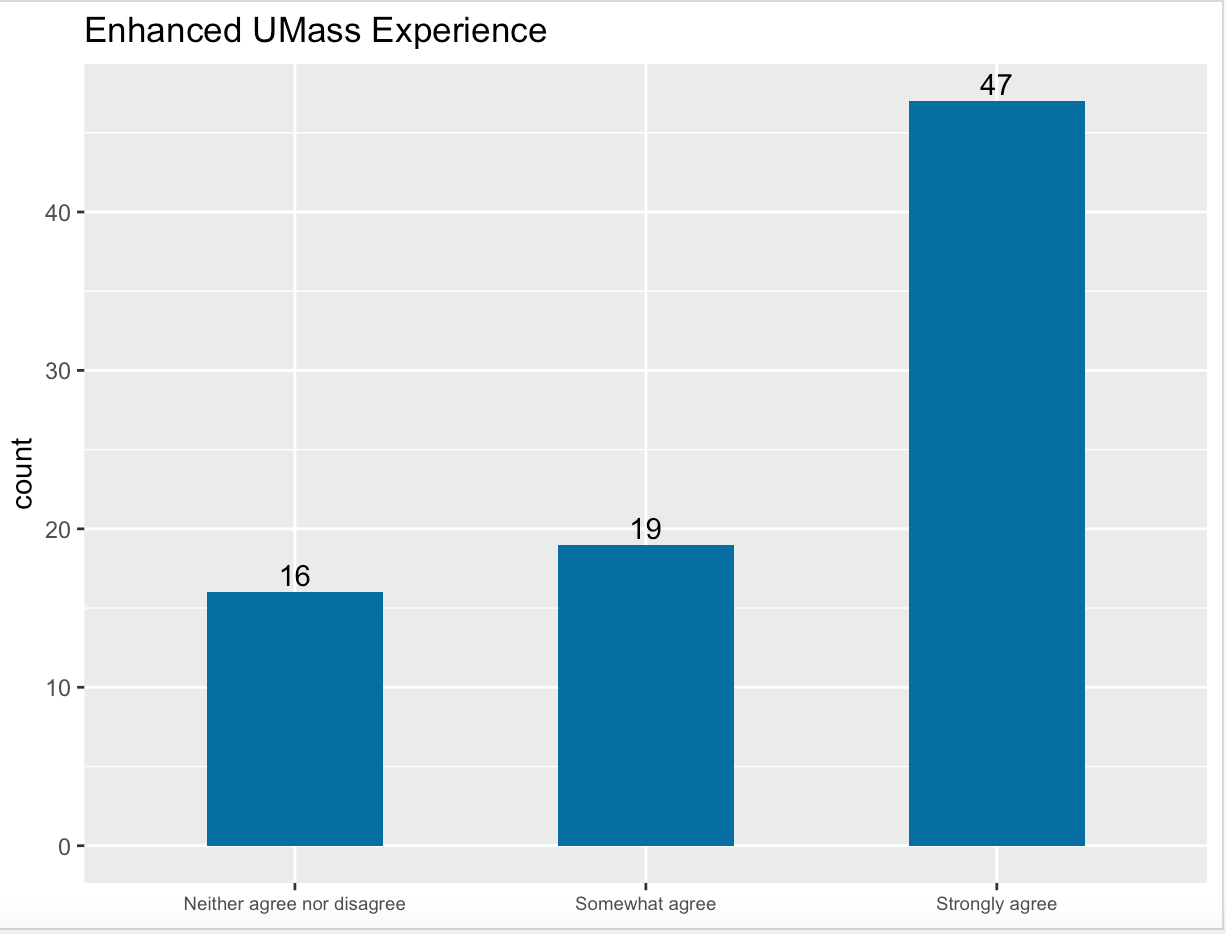 Enhanced UMass Experience
47
40
30
count
20
19
16
10
0
Neither agree nor disagree
Somewhat agree
Strongly agree